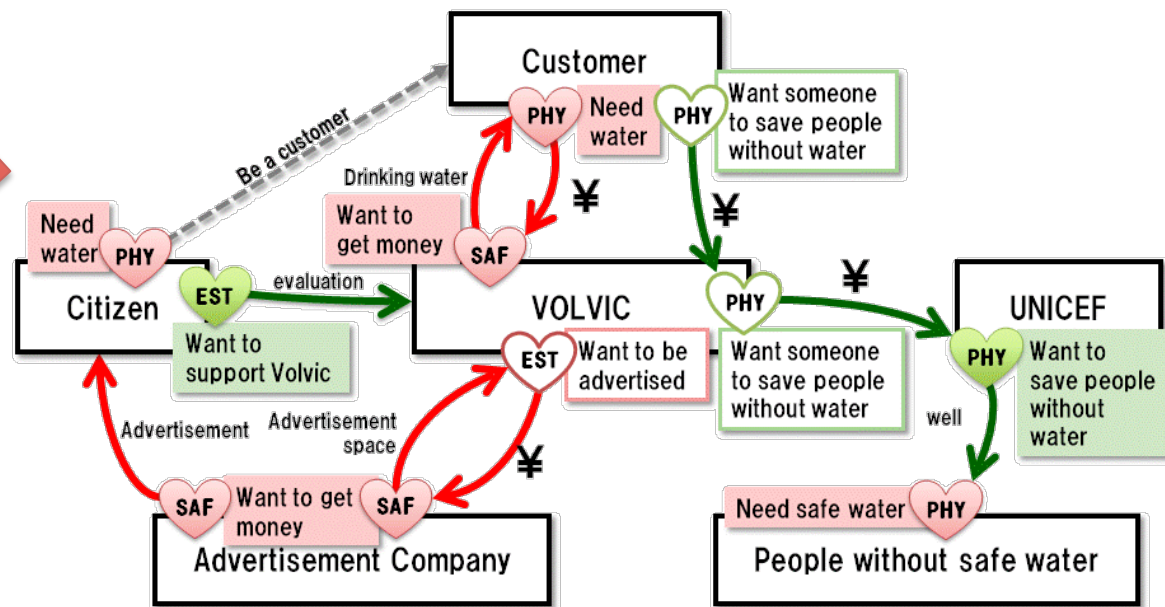 Customer
PHY
Need
water
PHY
Want someone
to save people
without water
Be a customer
Drinking water
¥
¥
Want to
get money
SAF
Need
water
PHY
Citizen
EST
evaluation
Want to
support Volvic
VOLVIC
PHY
¥
UNICEF
EST
Want to be
advertised
Want someone
to save people
without water
PHY
Want to
save people
without
water
Advertisement
Advertisement
space
¥
well
SAF
Want to get
money
SAF
Advertisement Company
Need safe water
PHY
People without safe water